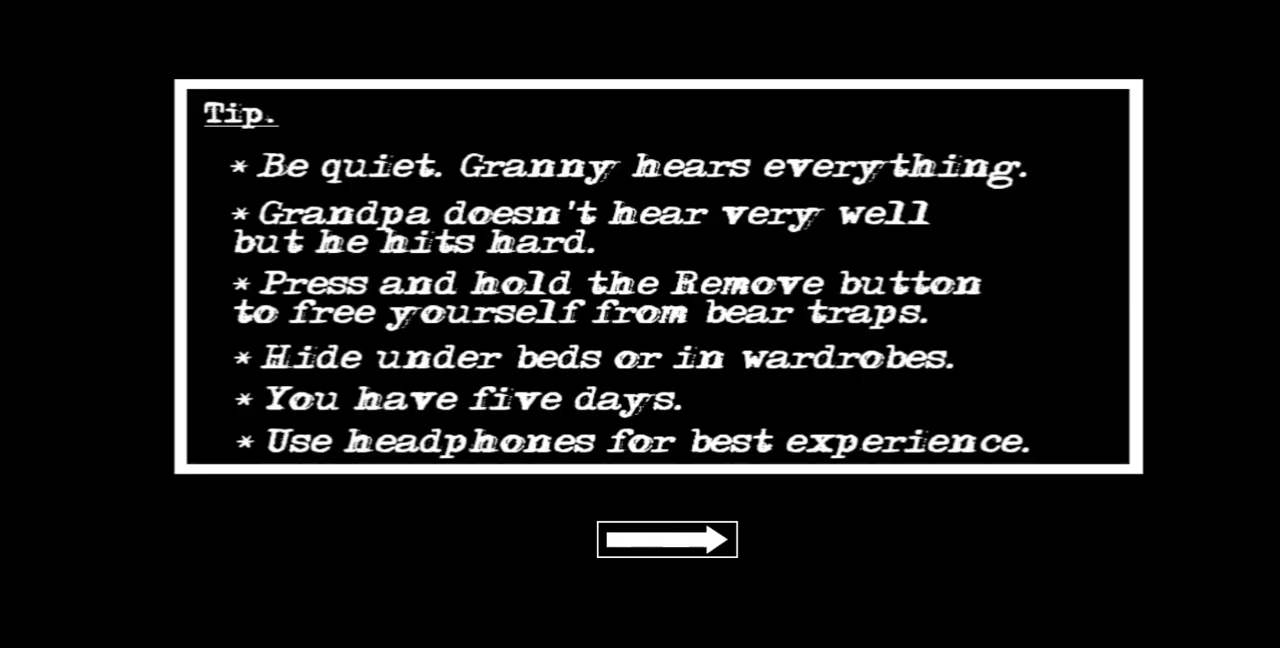 Tip.
* Be quiet. Granny hears everything.
* Grandpa doesn't hear very well
but he hits hard.
* Press and hold the Remove button
to free yourself from bear traps.
* Hide under beds or in wardrobes.
* You have five days.
* Use headphones for best experience.